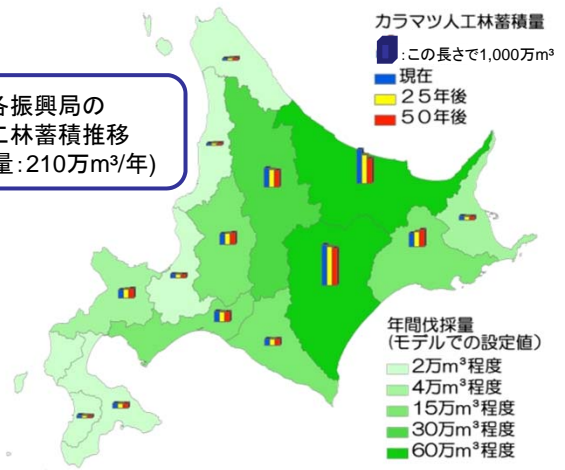 カラマツ人工林蓄積量
:この長さで1,000万m³
現在
25年後
50年後
各振興局の
工林蓄積推移
量:210万m³/年)
年間伐採量
(モデルでの設定値)
2万m³程度
4万m³程度
15万m³程度
30万m³程度
60万m³程度